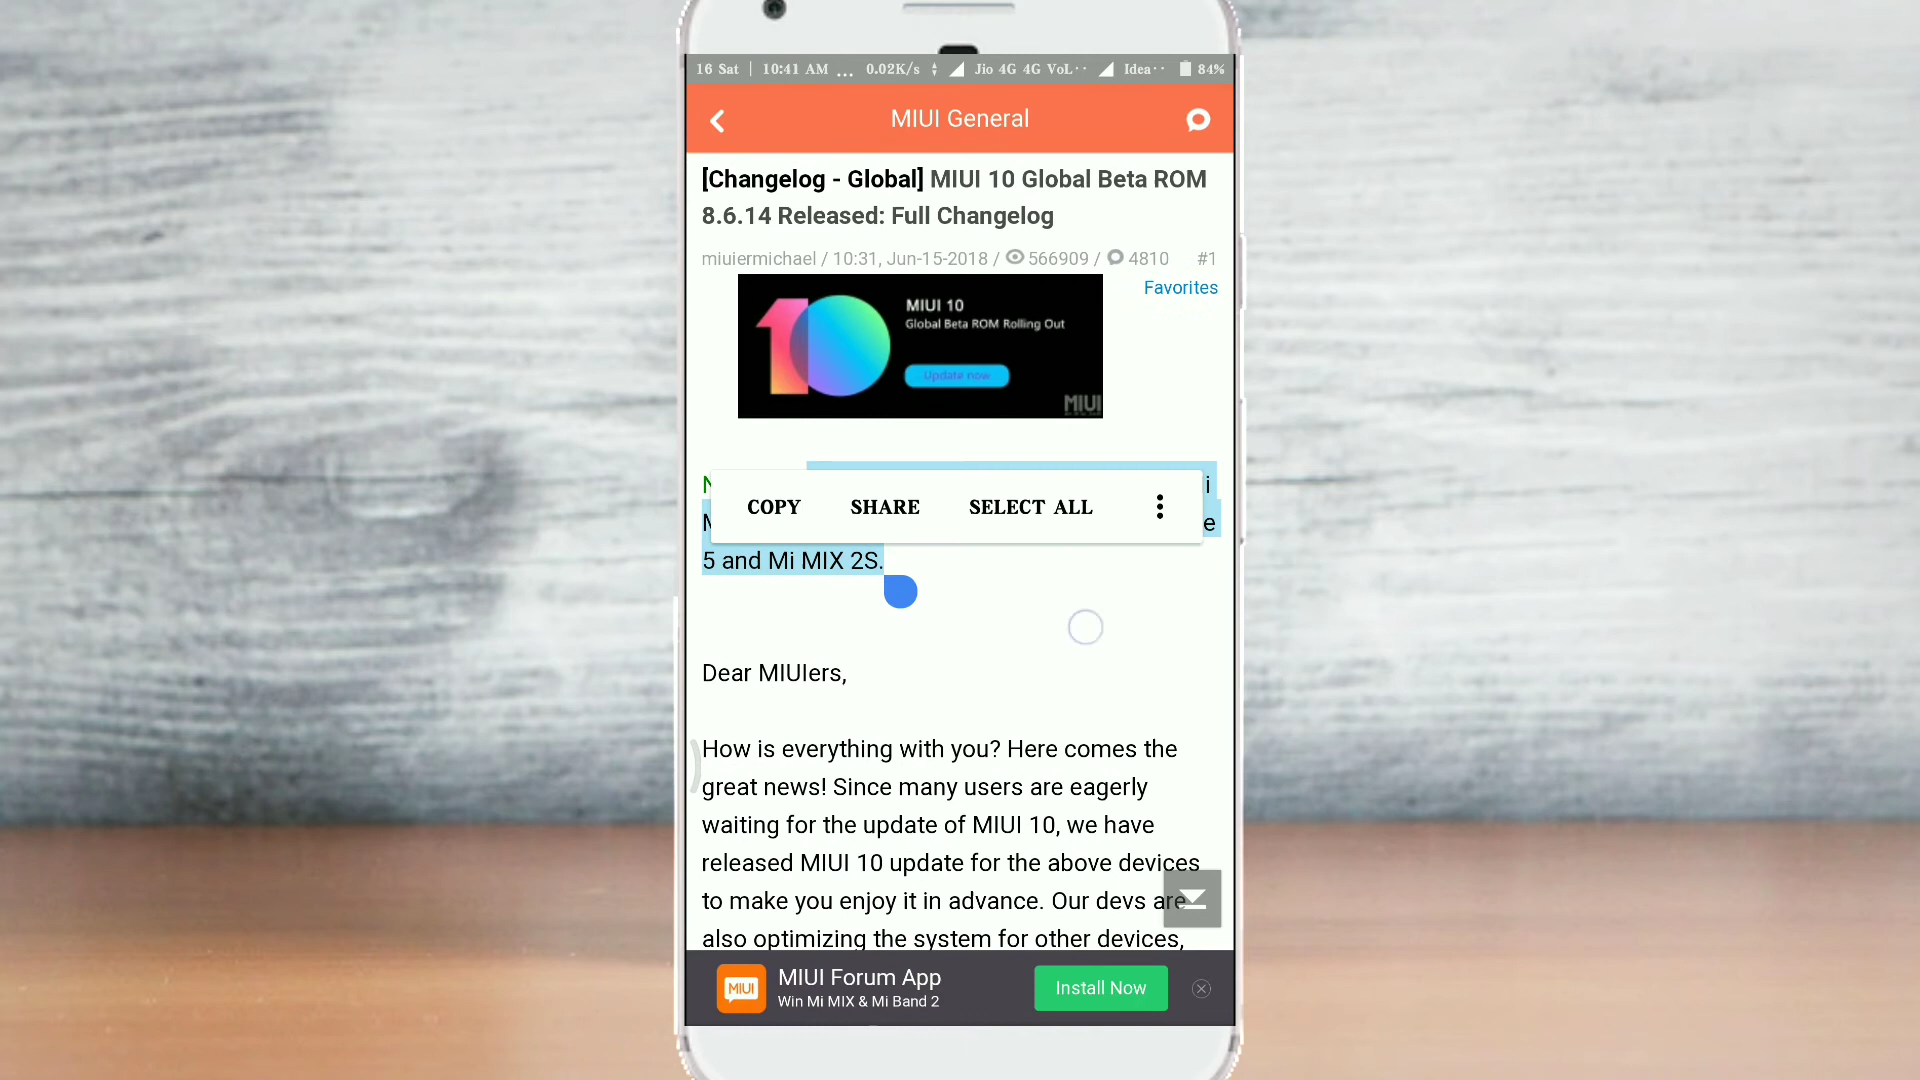 16 Sat | 10:41 AM ... 0.02K/s Jio 4G 4G VoL·· Idea·· 84%
MIUI General
[Changelog - Global] MIUI 10 Global Beta ROM
8.6.14 Released: Full Changelog
miuiermichael / 10:31, Jun-15-2018 / 566909 / 4810 #1
Favorites
MIUI 10
Global Beta ROM Rolling Out
Update now
MIUI
COPY SHARE SELECT ALL
5 and Mi MIX 2S.
Dear MIUIers,
How is everything with you? Here comes the
great news! Since many users are eagerly
waiting for the update of MIUI 10, we have
released MIUI 10 update for the above devices
to make you enjoy it in advance. Our devs are
also optimizing the system for other devices,
MIUI
MIUI Forum App
Win Mi MIX & Mi Band 2
Install Now